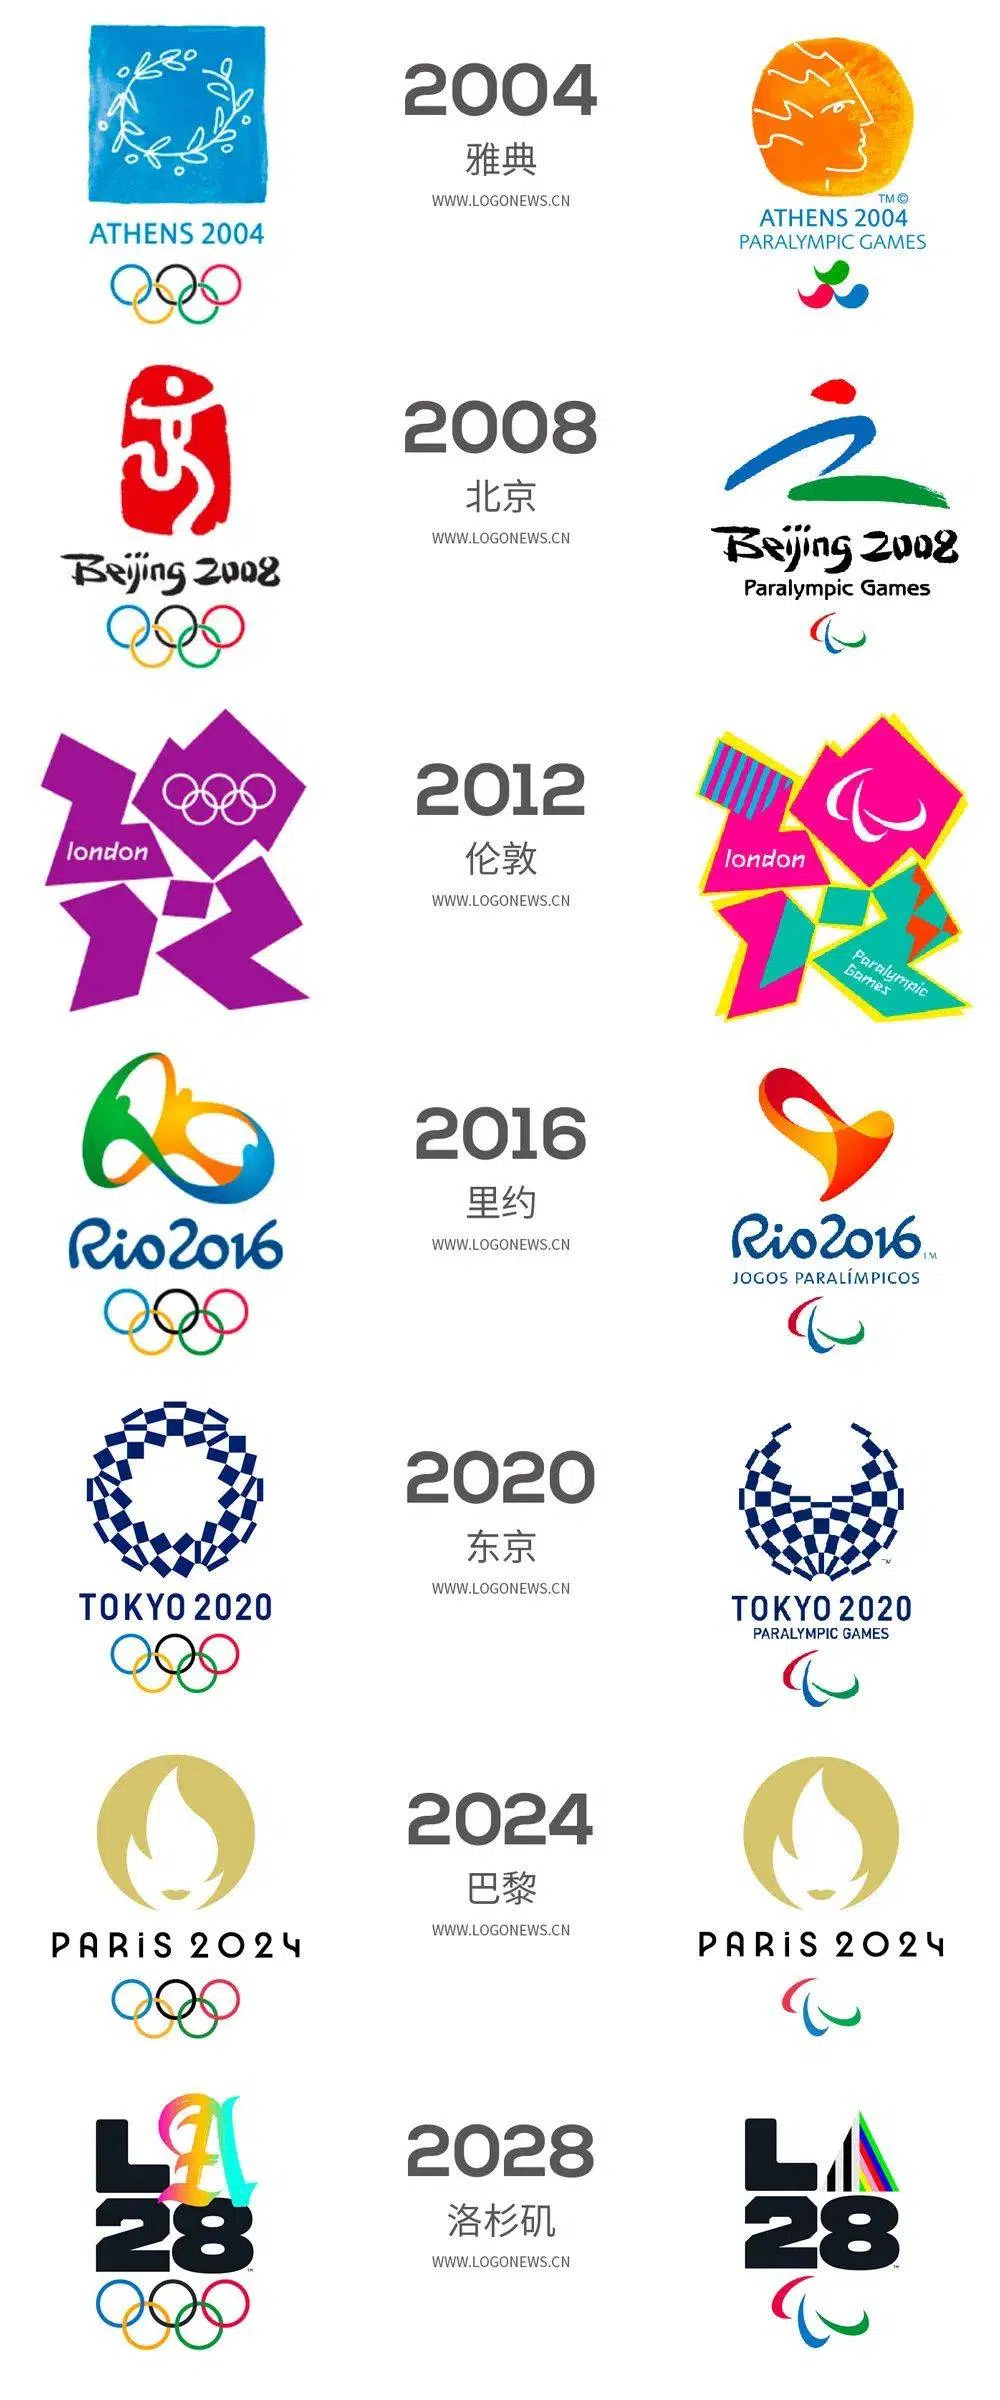 2004
雅典
WWW.LOGONEWS.CN
ATHENS 2004
TM©
ATHENS 2004
PARALYMPIC GAMES
2008
北京
WWW.LOGONEWS.CN
Beijing 2008
Beijing 2008
Paralympic Games
2012
伦敦
WWW.LOGONEWS.CN
london
london
Paralympic
Games
2016
里约
WWW.LOGONEWS.CN
Rio2016
Rio2016TM
JOGOS PARALÍMPICOS
2020
东京
WWW.LOGONEWS.CN
TOKYO 2020
TM
TOKYO 2020
PARALYMPIC GAMES
2024
巴黎
WWW.LOGONEWS.CN
PARiS 2024
PARiS 2024
2028
洛杉矶
WWW.LOGONEWS.CN
LA
28
TM
LA
28
TM